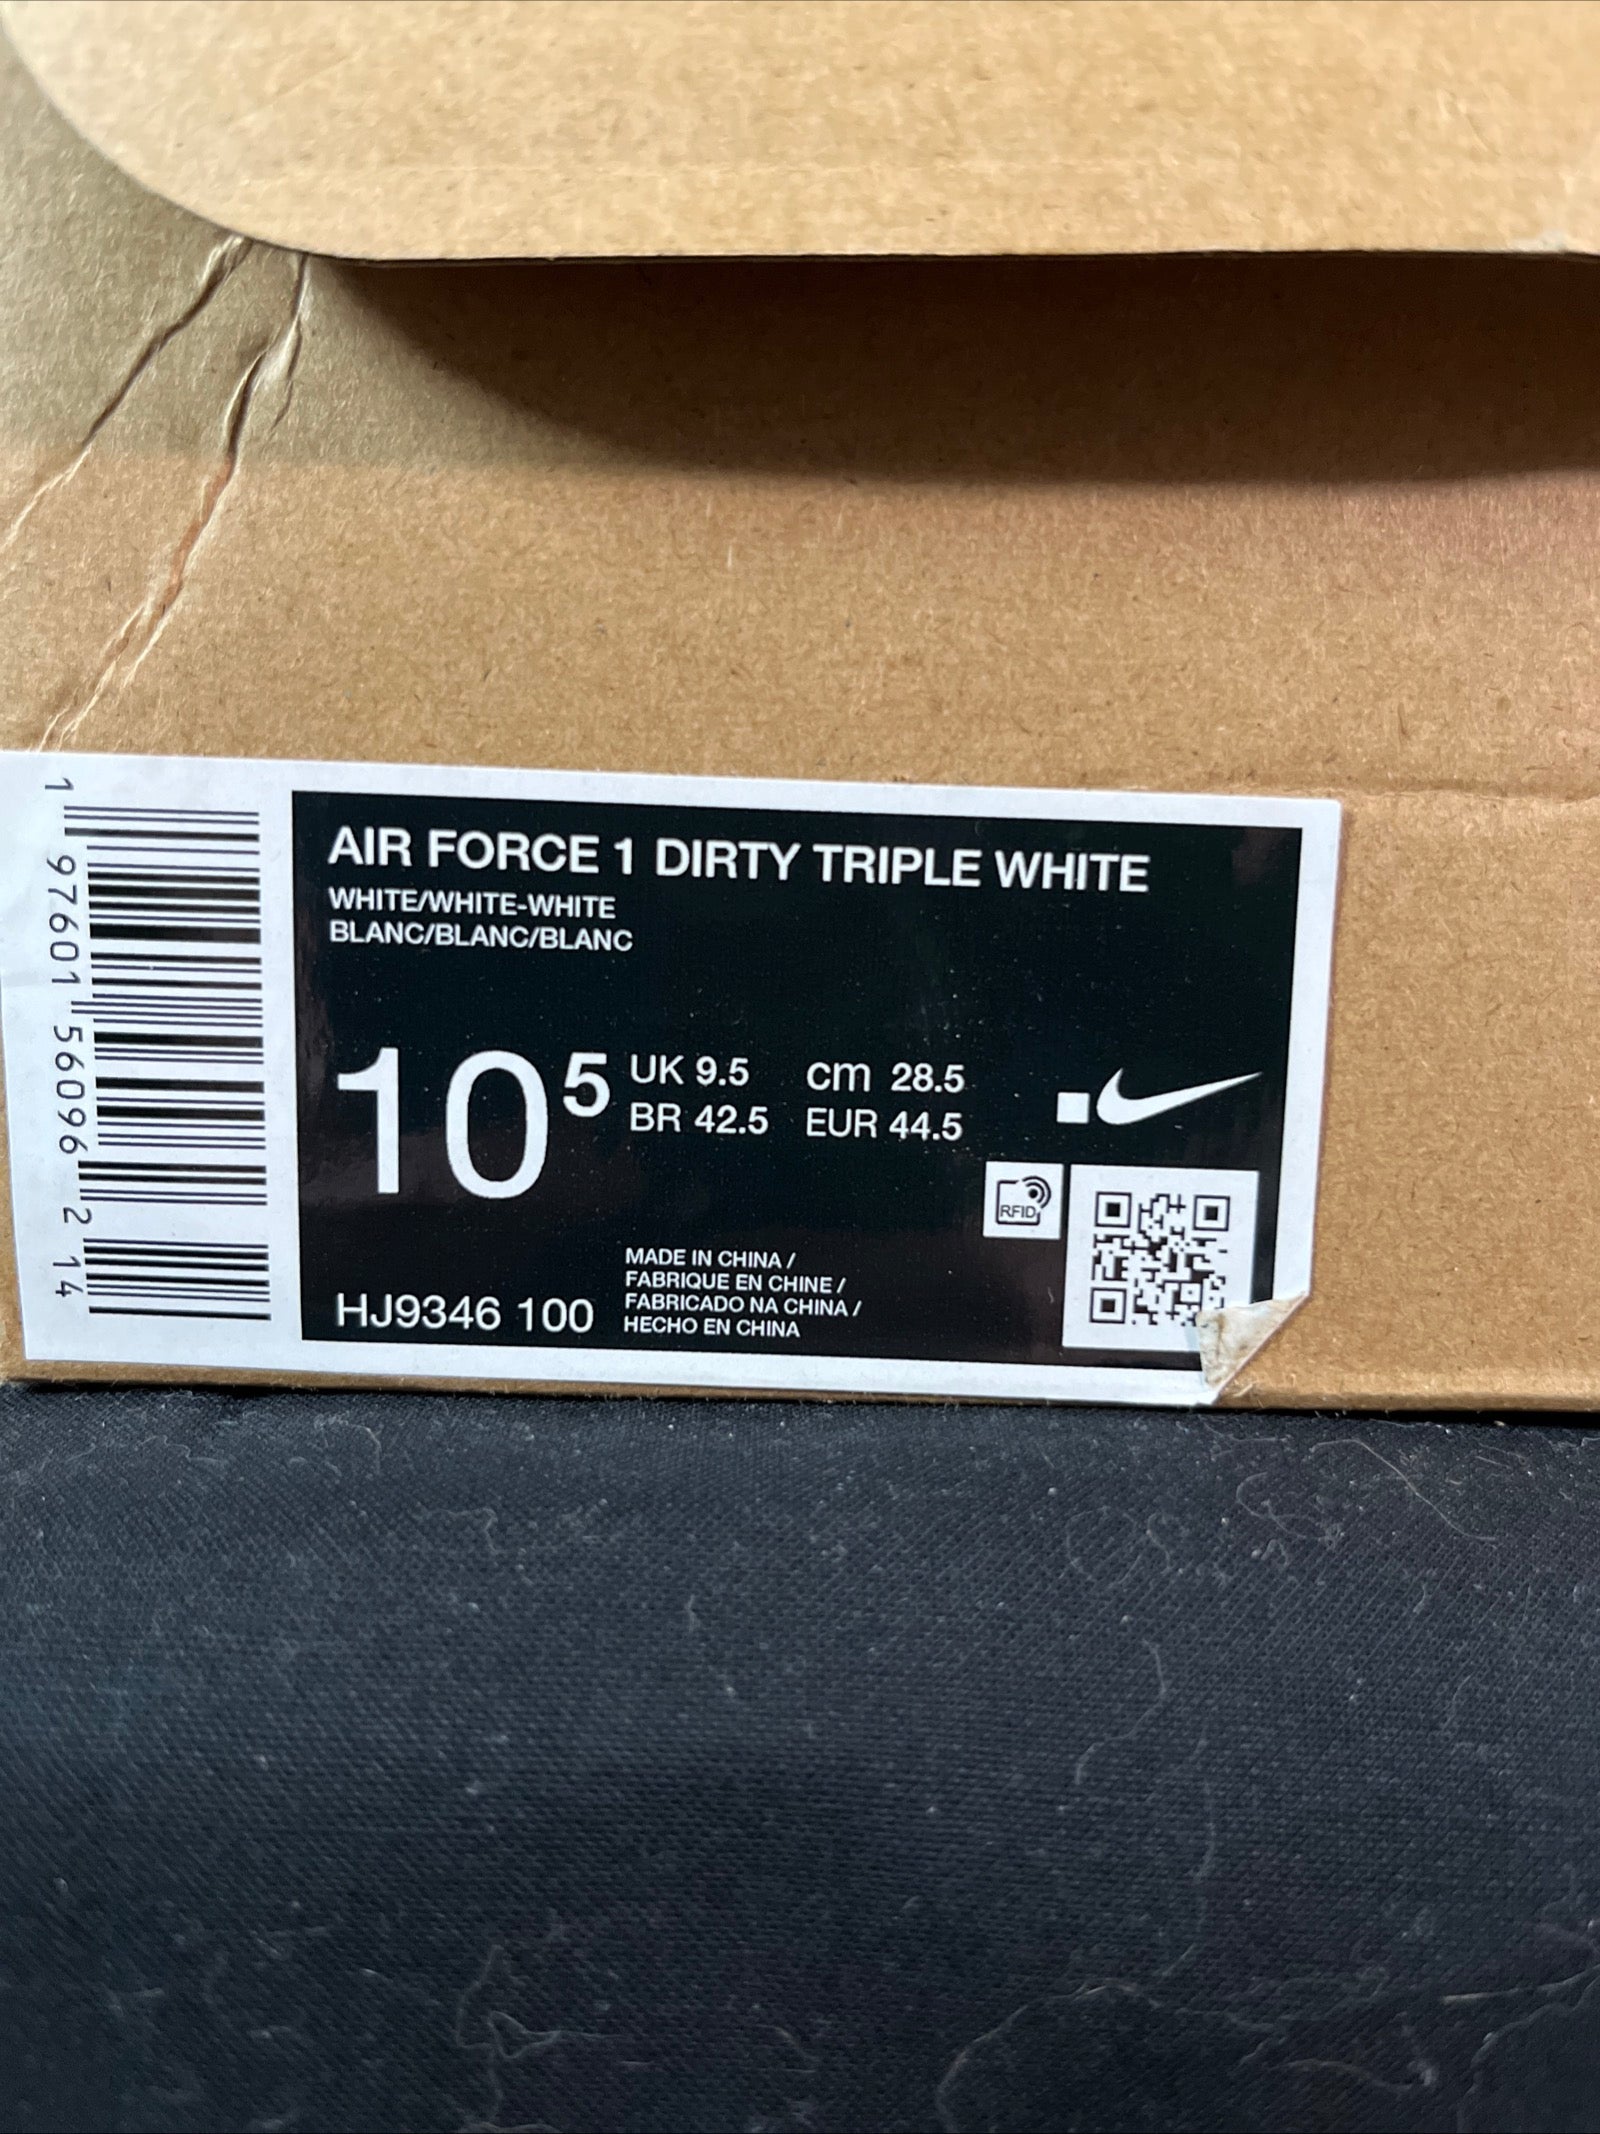 AIR FORCE 1 DIRTY TRIPLE WHITE
WHITE/WHITE-WHITE
BLANC/BLANC/BLANC
10 5
UK 9.5 cm 28.5
BR 42.5 EUR 44.5
RFID
MADE IN CHINA /
FABRIQUE EN CHINE /
FABRICADO NA CHINA /
HECHO EN CHINA
HJ9346 100
1 97601 56096 2 14